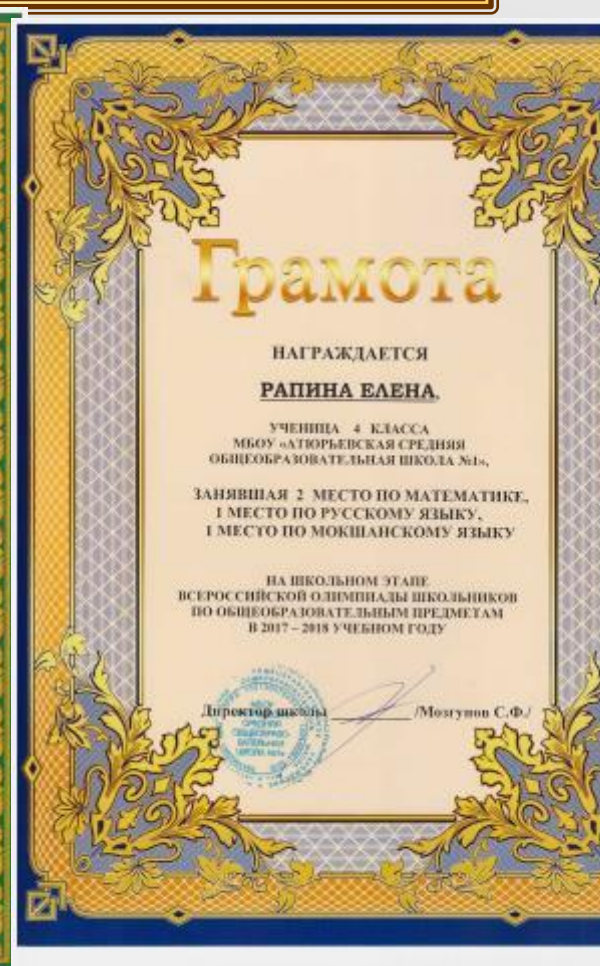 Грамота
НАГРАЖДАЕТСЯ
РАПИНА ЕЛЕНА,
УЧЕНИЦА 4 КЛАССА
МБОУ «АТЮРЬЕВСКАЯ СРЕДНЯЯ
ОБЩЕОБРАЗОВАТЕЛЬНАЯ ШКОЛА №1»,
ЗАНЯВШАЯ 2 МЕСТО ПО МАТЕМАТИКЕ,
1 МЕСТО ПО РУССКОМУ ЯЗЫКУ,
1 МЕСТО ПО МОКШАНСКОМУ ЯЗЫКУ
НА ШКОЛЬНОМ ЭТАПЕ
ВСЕРОССИЙСКОЙ ОЛИМПИАДЫ ШКОЛЬНИКОВ
ПО ОБЩЕОБРАЗОВАТЕЛЬНЫМ ПРЕДМЕТАМ
В 2017 – 2018 УЧЕБНОМ ГОДУ
Директор школы /Мозгунов С.Ф./